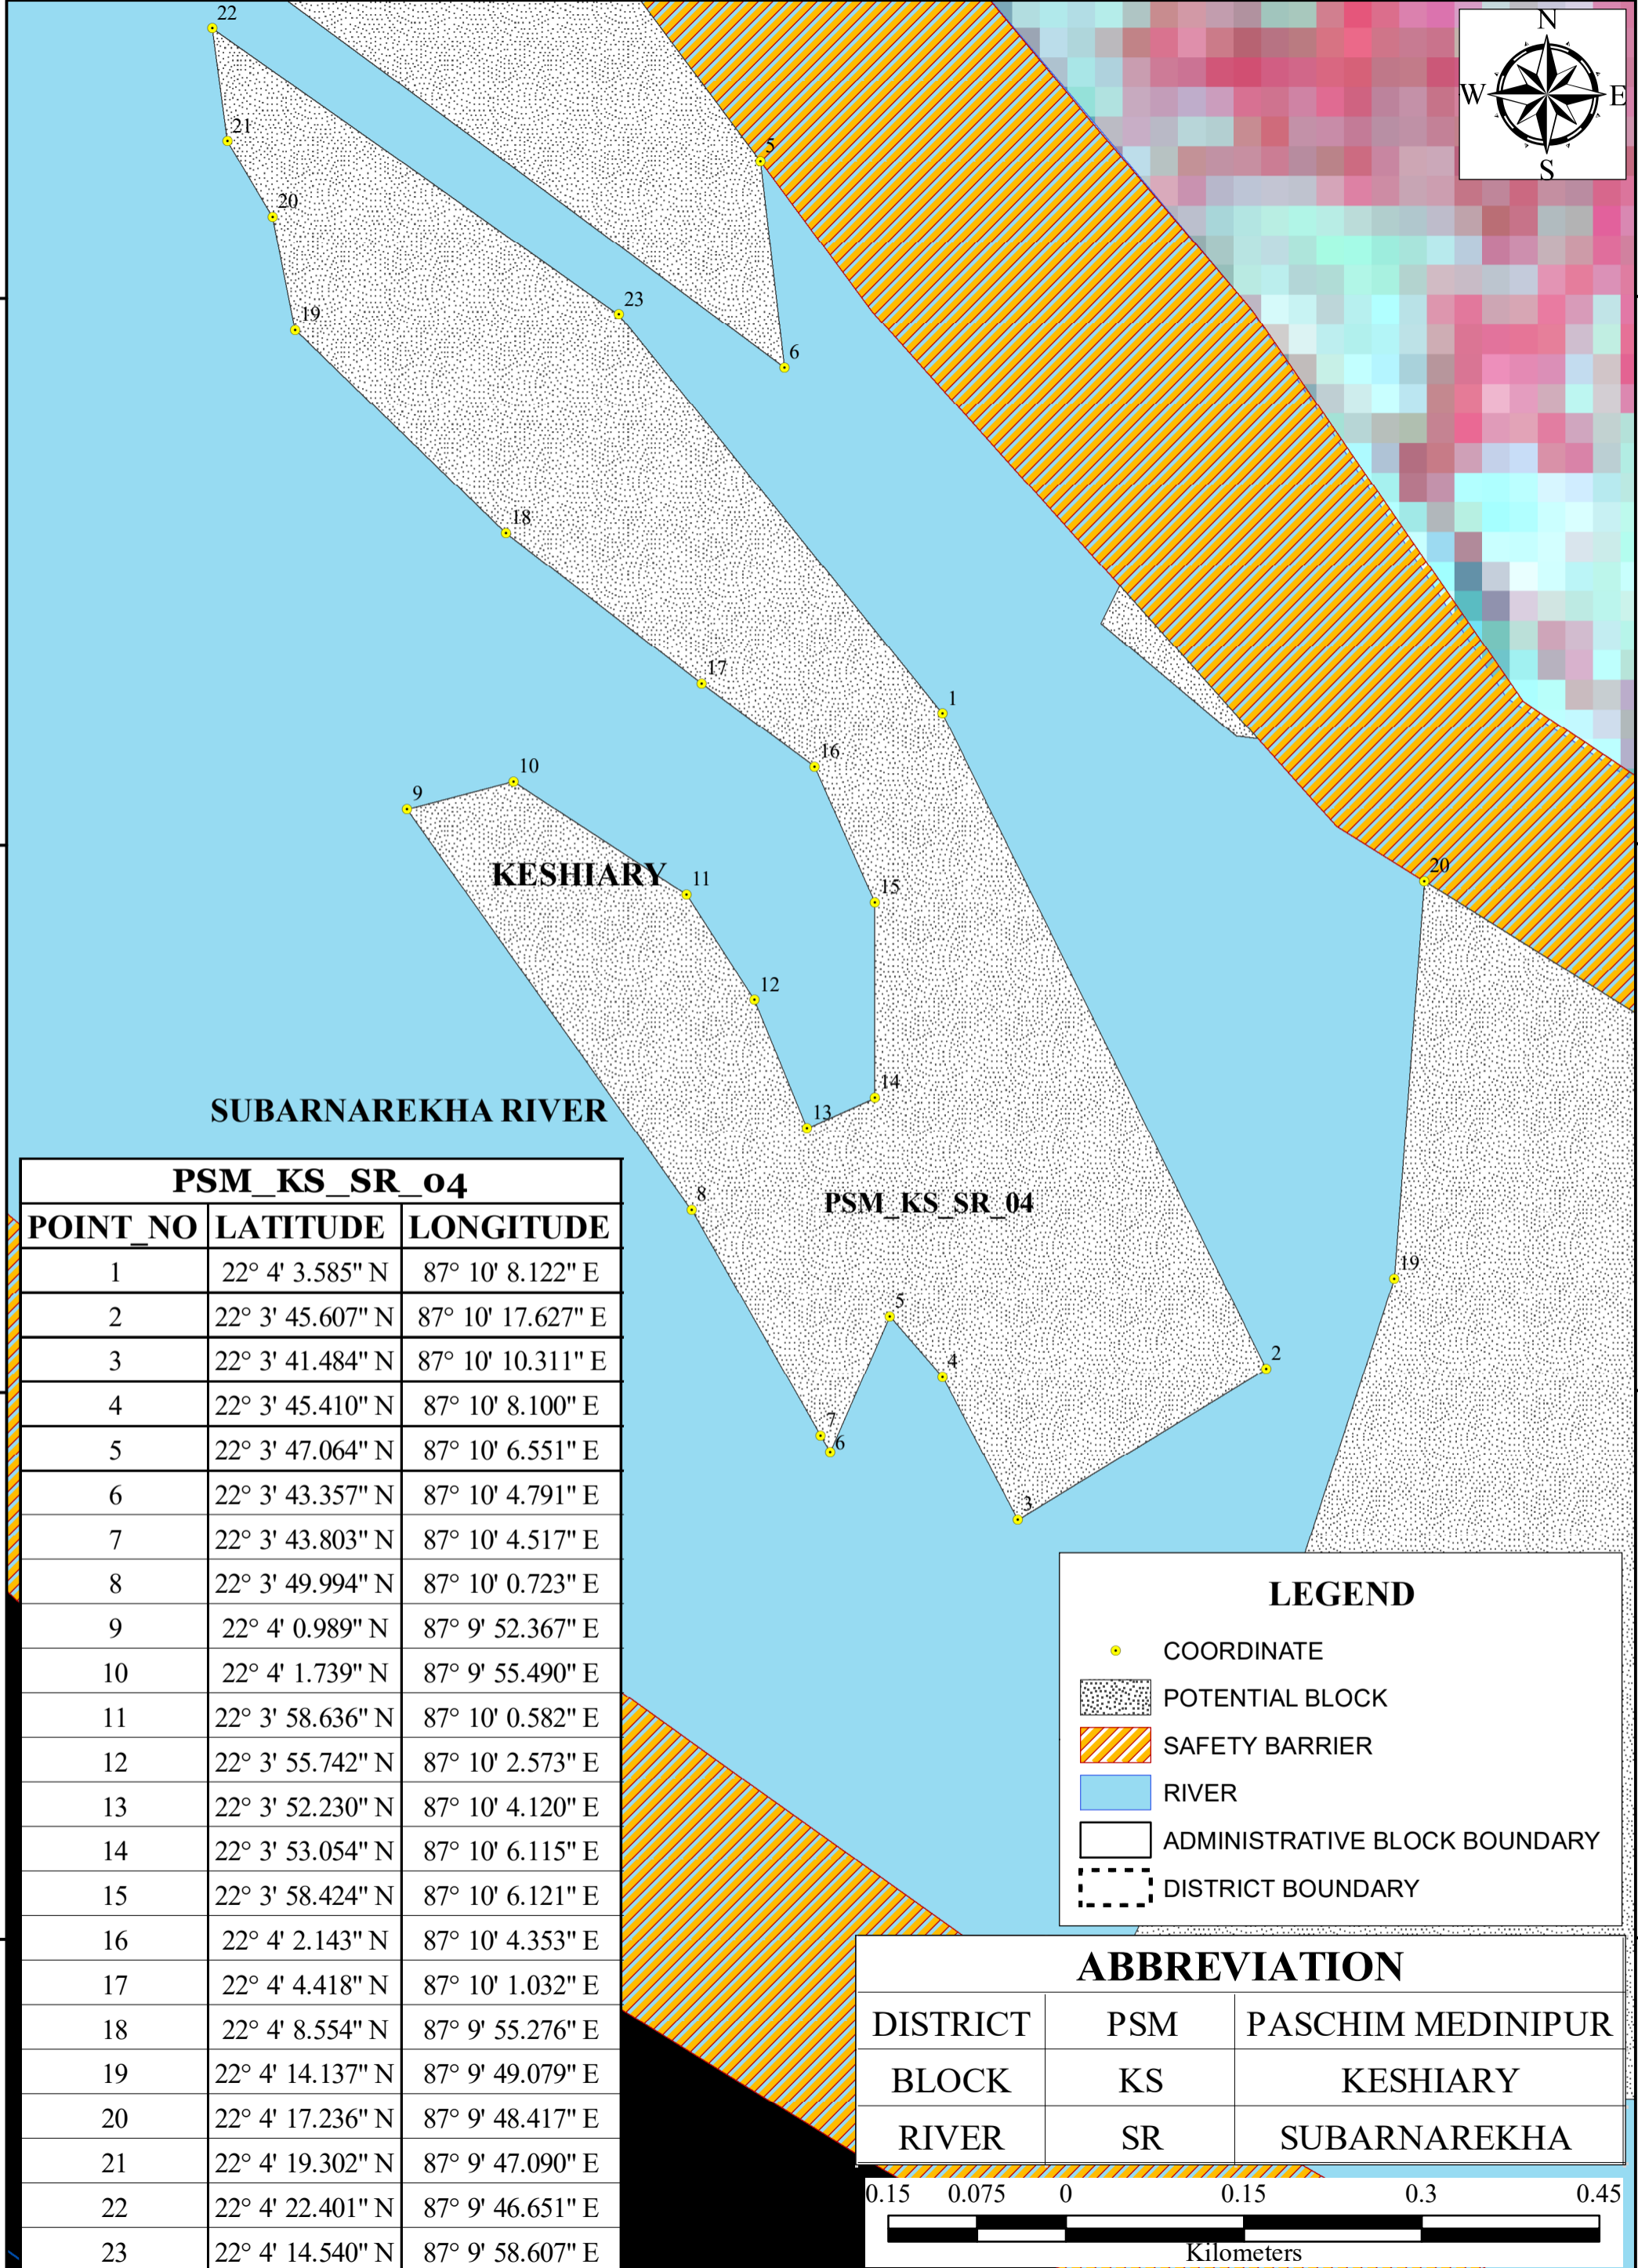 22
N
W E
S
21
5
20
23
19
6
18
17
1
16
10
9
KESHIARY
11
15
20
12
14
SUBARNAREKHA RIVER
13
8
PSM_KS_SR_04
19
5
4
2
7
6
3
PSM_KS_SR_04
POINT_NO LATITUDE LONGITUDE
1 22° 4' 3.585" N 87° 10' 8.122" E
2 22° 3' 45.607" N 87° 10' 17.627" E
3 22° 3' 41.484" N 87° 10' 10.311" E
4 22° 3' 45.410" N 87° 10' 8.100" E
5 22° 3' 47.064" N 87° 10' 6.551" E
6 22° 3' 43.357" N 87° 10' 4.791" E
7 22° 3' 43.803" N 87° 10' 4.517" E
8 22° 3' 49.994" N 87° 10' 0.723" E
9 22° 4' 0.989" N 87° 9' 52.367" E
10 22° 4' 1.739" N 87° 9' 55.490" E
11 22° 3' 58.636" N 87° 10' 0.582" E
12 22° 3' 55.742" N 87° 10' 2.573" E
13 22° 3' 52.230" N 87° 10' 4.120" E
14 22° 3' 53.054" N 87° 10' 6.115" E
15 22° 3' 58.424" N 87° 10' 6.121" E
16 22° 4' 2.143" N 87° 10' 4.353" E
17 22° 4' 4.418" N 87° 10' 1.032" E
18 22° 4' 8.554" N 87° 9' 55.276" E
19 22° 4' 14.137" N 87° 9' 49.079" E
20 22° 4' 17.236" N 87° 9' 48.417" E
21 22° 4' 19.302" N 87° 9' 47.090" E
22 22° 4' 22.401" N 87° 9' 46.651" E
23 22° 4' 14.540" N 87° 9' 58.607" E
LEGEND
COORDINATE
POTENTIAL BLOCK
SAFETY BARRIER
RIVER
ADMINISTRATIVE BLOCK BOUNDARY
DISTRICT BOUNDARY
ABBREVIATION
DISTRICT PSM PASCHIM MEDINIPUR
BLOCK KS KESHIARY
RIVER SR SUBARNAREKHA
0.15 0.075 0 0.15 0.3 0.45
Kilometers